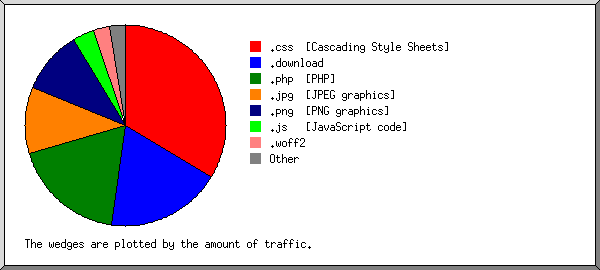 .css [Cascading Style Sheets]
.download
.php [PHP]
.jpg [JPEG graphics]
.png [PNG graphics]
.js [JavaScript code]
.woff2
Other
The wedges are plotted by the amount of traffic.